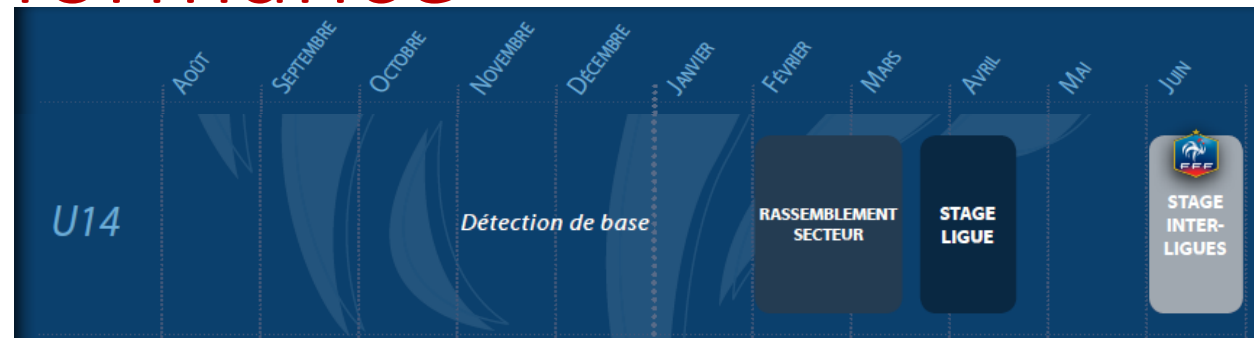 AOÛT SEPTEMBRE OCTOBRE NOVEMBRE DÉCEMBRE JANVIER FÉVRIER MARS AVRIL MAI JUIN
FFF
U14
Détection de base
RASSEMBLEMENT
SECTEUR
STAGE
LIGUE
STAGE
INTER-
LIGUES